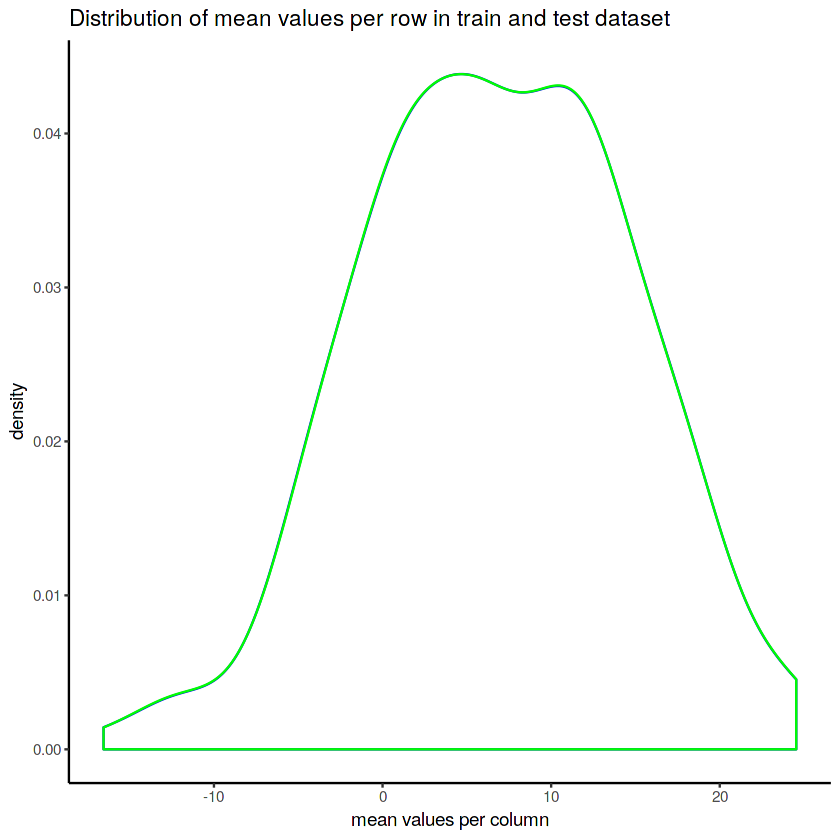 Distribution of mean values per row in train and test dataset
density
0.04
0.03
0.02
0.01
0.00
-10 0 10 20
mean values per column